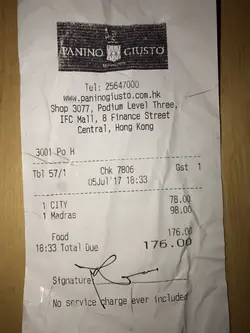 PANINO GIUSTO
Tel: 25647000
www.paninogiusto.com.hk
Shop 3077, Podium Level Three,
IFC Mall, 8 Finance Street
Central, Hong Kong
3001 Po H
Tbl 57/1 Chk 7806 Gst 1
05Jul'17 18:33
1 CITY 78.00
1 Madras 98.00
Food 176.00
18:33 Total Due 176.00
Signature
No service charge ever included